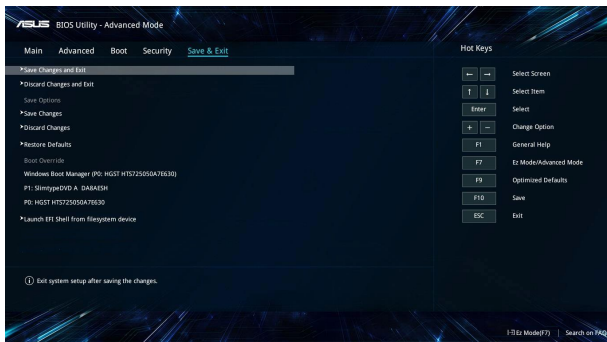 ASUS BIOS Utility - Advanced Mode
Main Advanced Boot Security Save & Exit
Save Changes and Exit
Discard Changes and Exit
Save Options
Save Changes
Discard Changes
Restore Defaults
Boot Override
Windows Boot Manager (P0: HGST HTS725050A7E630)
P1: SlimtypeDVD A DA8AESH
P0: HGST HTS725050A7E630
Launch EFI Shell from filesystem device
Exit system setup after saving the changes.
Hot Keys
← → Select Screen
↑ ↓ Select Item
Enter Select
+ − Change Option
F1 General Help
F7 Ez Mode/Advanced Mode
F9 Optimized Defaults
F10 Save
ESC Exit
Ez Mode(F7) | Search on FAQ